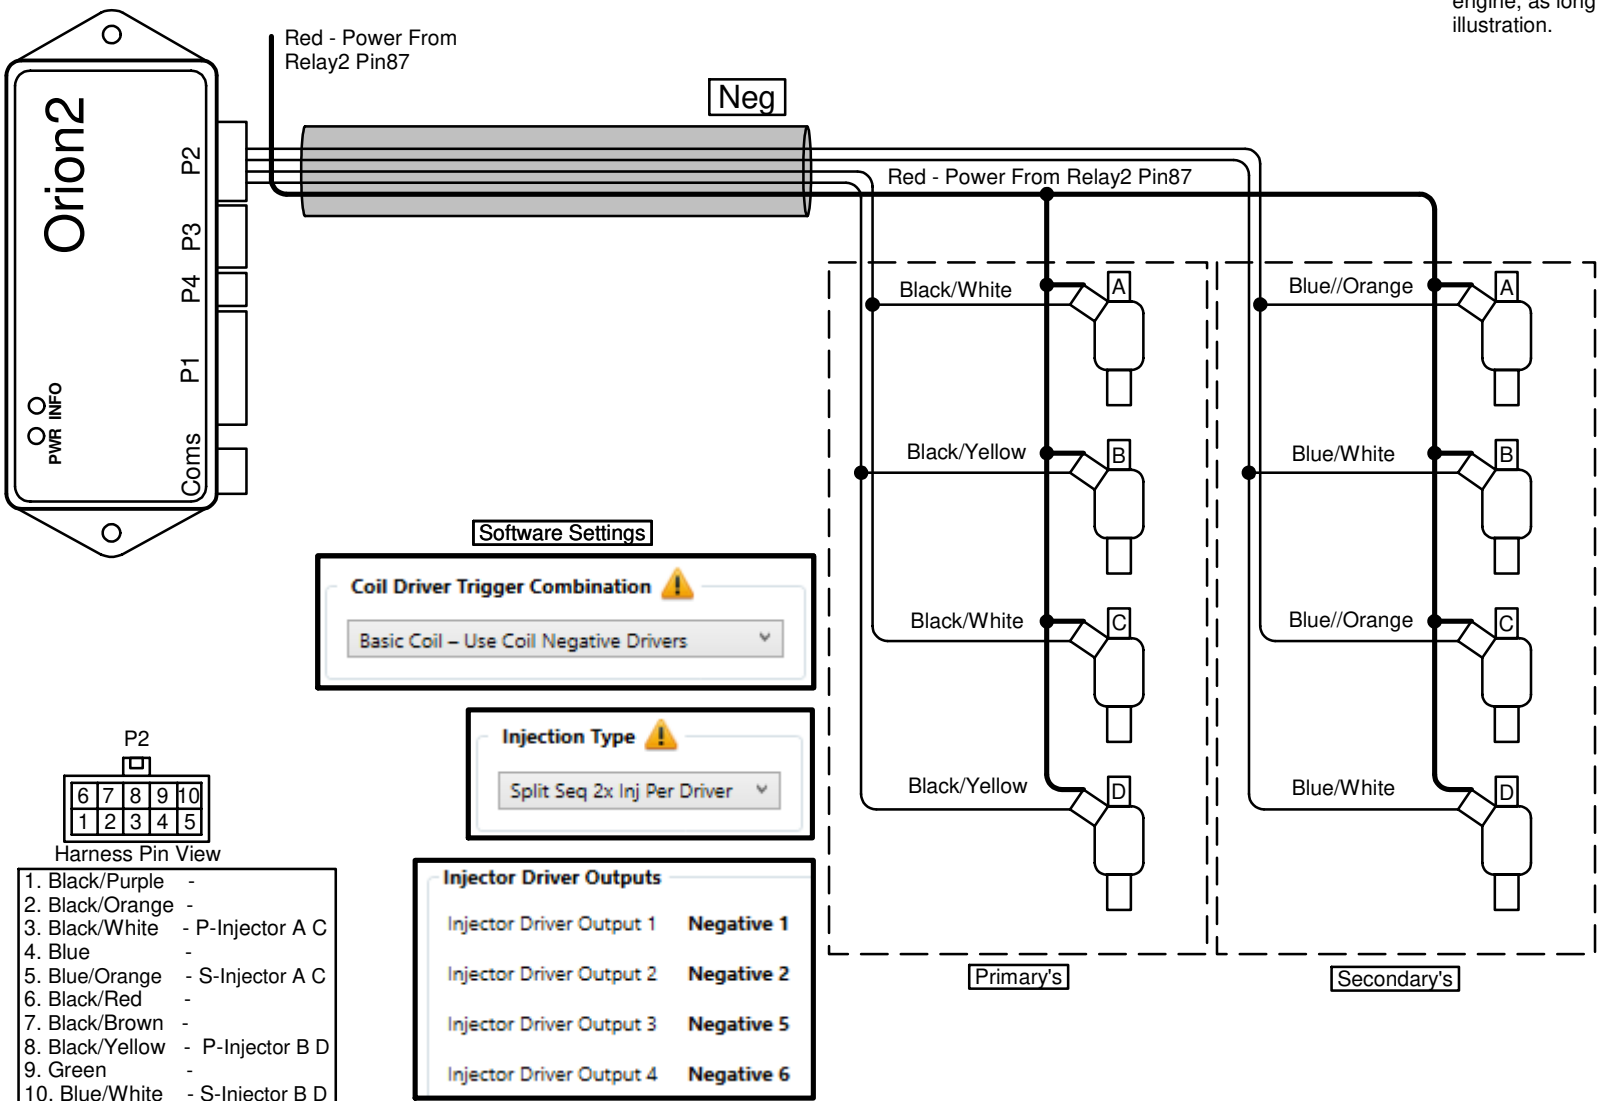 engine, as long
illustration.
Red - Power From
Relay2 Pin87
Neg
Orion2
P2
P3
P4
P1
Coms
PWR
INFO
Red - Power From Relay2 Pin87
Black/White
A
Blue//Orange
A
Black/Yellow
B
Blue/White
B
Black/White
C
Blue//Orange
C
Black/Yellow
D
Blue/White
D
Primary's
Secondary's
Software Settings
Coil Driver Trigger Combination
Basic Coil – Use Coil Negative Drivers
Injection Type
Split Seq 2x Inj Per Driver
Injector Driver Outputs
Injector Driver Output 1 Negative 1
Injector Driver Output 2 Negative 2
Injector Driver Output 3 Negative 5
Injector Driver Output 4 Negative 6
P2
6 7 8 9 10
1 2 3 4 5
Harness Pin View
1. Black/Purple -
2. Black/Orange -
3. Black/White - P-Injector A C
4. Blue -
5. Blue/Orange - S-Injector A C
6. Black/Red -
7. Black/Brown -
8. Black/Yellow - P-Injector B D
9. Green -
10. Blue/White - S-Injector B D